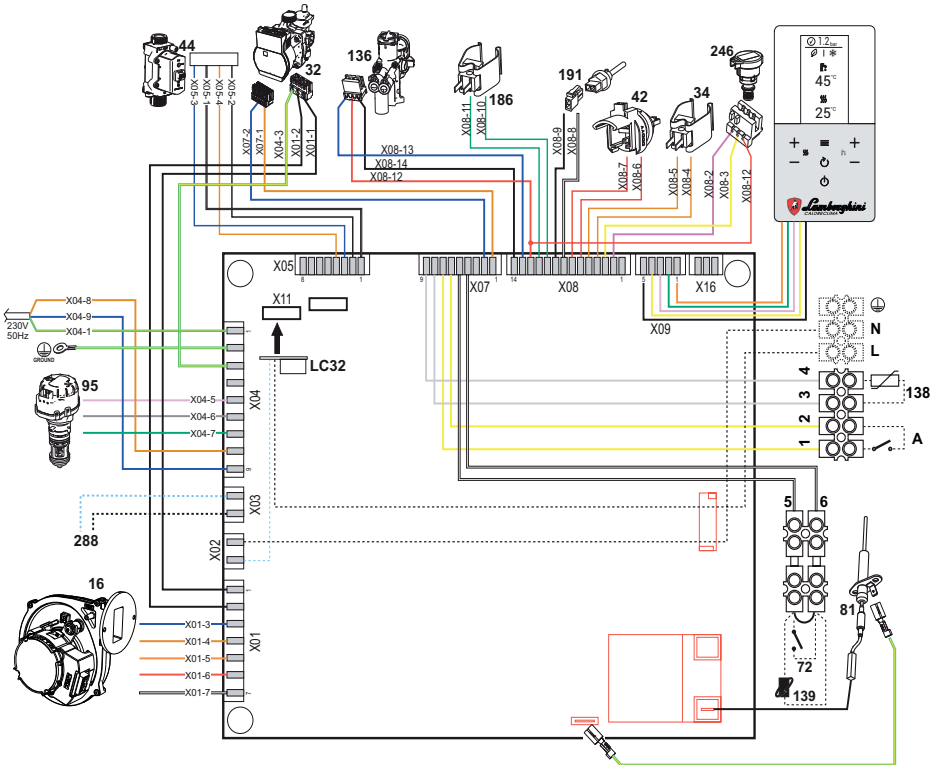 44
32
136
186
191
42
34
246
1.2 bar
45°C
25°C
h
Lamborghini
CALORECLIMA
X05-3
X05-1
X05-4
X05-2
X07-2
X07-1
X04-3
X01-2
X01-1
X08-13
X08-14
X08-12
X08-11
X08-10
X08-9
X08-8
X08-7
X08-6
X08-5
X08-4
X08-2
X08-3
X08-12
X05
6
1
9
X07
1
14
X08
1
5
1
X09
X16
X11
LC32
X04-8
X04-9
X04-1
230V
50Hz
GROUND
95
X04-5
X04-6
X04-7
1
X04
9
X03
288
X02
16
1
X01
7
X01-3
X01-4
X01-5
X01-6
X01-7
N
L
4
3
2
1
138
A
5
6
72
139
81